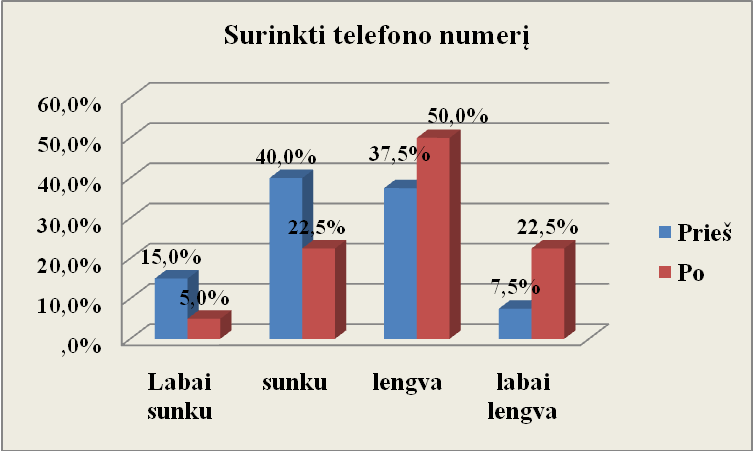 Surinkti telefono numerį
60,0%
50,0%
40,0%
30,0%
20,0%
10,0%
,0%
15,0%
5,0%
40,0%
22,5%
37,5%
50,0%
7,5%
22,5%
Labai
sunku
sunku
lengva
labai
lengva
Prieš
Po